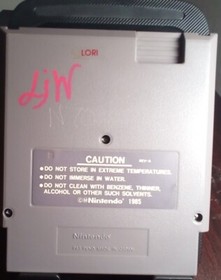 LORI
LjW
CAUTION
REV-A
• DO NOT STORE IN EXTREME TEMPERATURES.
• DO NOT IMMERSE IN WATER.
• DO NOT CLEAN WITH BENZENE, THINNER,
ALCOHOL OR OTHER SUCH SOLVENTS.
©®Nintendo 1985
Nintendo